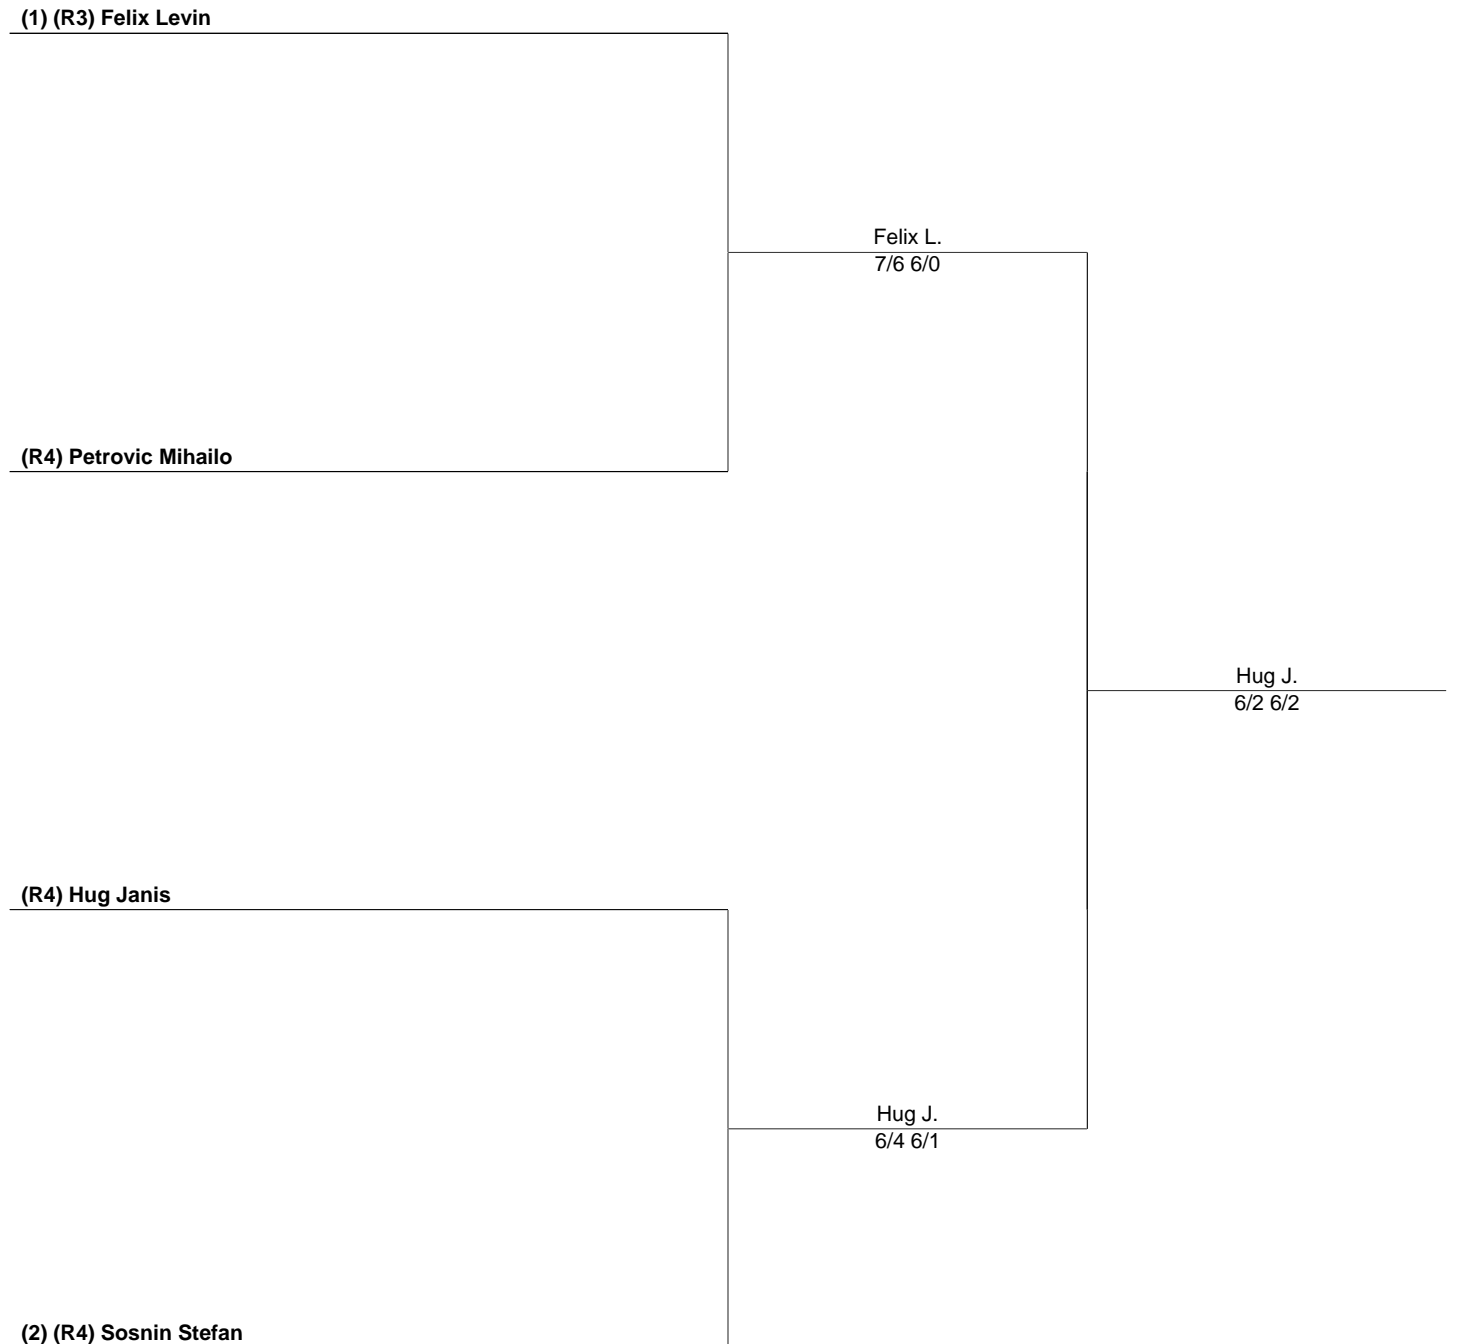 (1) (R3) Felix Levin
Felix L.
7/6 6/0
(R4) Petrovic Mihailo
Hug J.
6/2 6/2
(R4) Hug Janis
Hug J.
6/4 6/1
(2) (R4) Sosnin Stefan